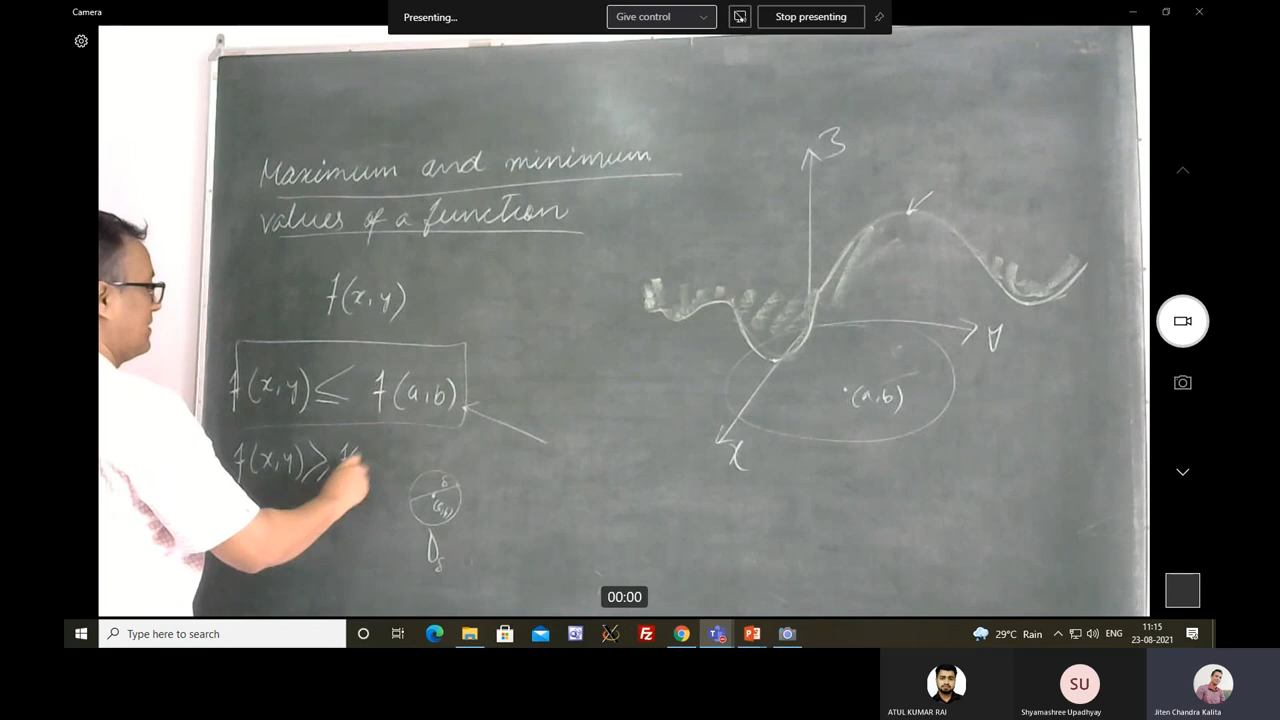 Camera
Presenting...
Give control
Stop presenting
Maximum and minimum
values of a function
f(x,y)
f(x,y) ≤ f(a,b)
f(x,y) ≥ f(
δ
(a,b)
D_δ
z
y
x
.(a,b)
00:00
Type here to search
29°C Rain
ENG
11:15
23-08-2021
ATUL KUMAR RAI
SU
Shyamashree Upadhyay
Jiten Chandra Kalita